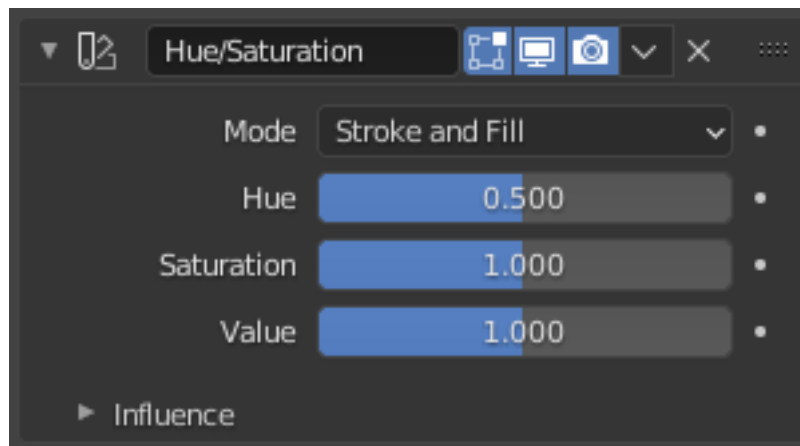 Hue/Saturation
Mode Stroke and Fill
Hue 0.500
Saturation 1.000
Value 1.000
Influence